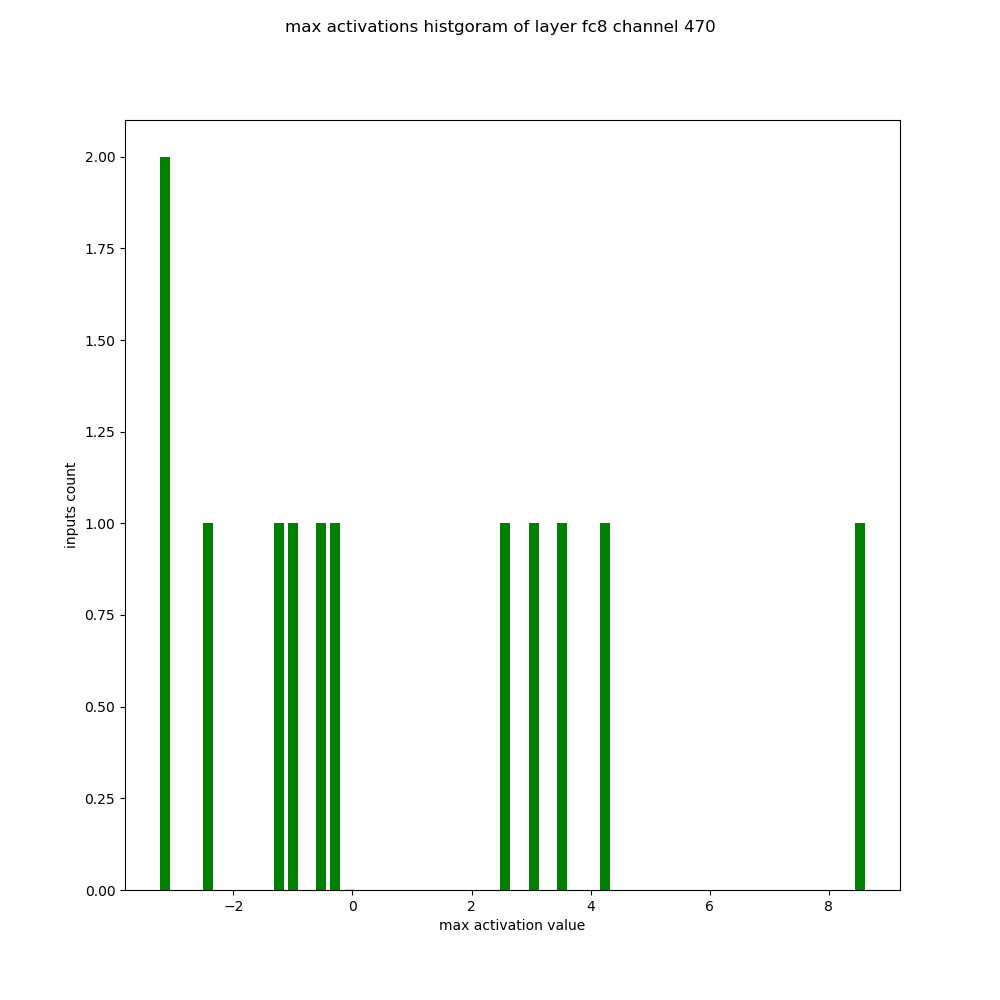 max activations histgoram of layer fc8 channel 470
2.00
1.75
1.50
1.25
1.00
0.75
0.50
0.25
0.00
inputs count
−2 0 2 4 6 8
max activation value